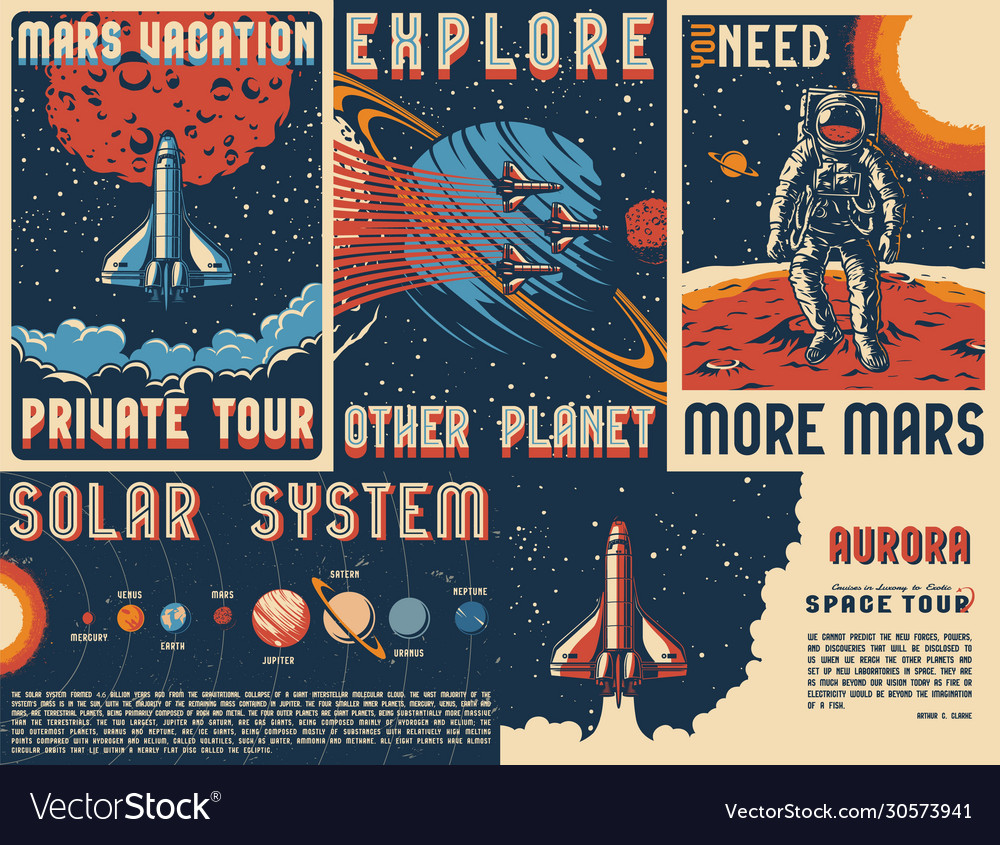 MARS VACATION
PRIVATE TOUR
EXPLORE
OTHER PLANET
YOU NEED
MORE MARS
SOLAR SYSTEM
MERCURY
VENUS
EARTH
MARS
JUPITER
SATERN
URANUS
NEPTUNE
THE SOLAR SYSTEM FORMED 4.6 BILLION YEARS AGO FROM THE GRAVITATIONAL COLLAPSE OF A GIANT INTERSTELLAR MOLECULAR CLOUD. THE VAST MAJORITY OF THE
SYSTEM'S MASS IS IN THE SUN, WITH THE MAJORITY OF THE REMAINING MASS CONTAINED IN JUPITER. THE FOUR SMALLER INNER PLANETS, MERCURY, VENUS, EARTH AND
MARS, ARE TERRESTRIAL PLANETS, BEING PRIMARILY COMPOSED OF ROCK AND METAL. THE FOUR OUTER PLANETS ARE GIANT PLANETS, BEING SUBSTANTIALLY MORE MASSIVE
THAN THE TERRESTRIALS. THE TWO LARGEST, JUPITER AND SATURN, ARE GAS GIANTS, BEING COMPOSED MAINLY OF HYDROGEN AND HELIUM; THE
TWO OUTERMOST PLANETS, URANUS AND NEPTUNE, ARE ICE GIANTS, BEING COMPOSED MOSTLY OF SUBSTANCES WITH RELATIVELY HIGH MELTING
POINTS COMPARED WITH HYDROGEN AND HELIUM, CALLED VOLATILES, SUCH AS WATER, AMMONIA AND METHANE. ALL EIGHT PLANETS HAVE ALMOST
CIRCULAR ORBITS THAT LIE WITHIN A NEARLY FLAT DISC CALLED THE ECLIPTIC.
AURORA
Cruises in Luxury to Exotic
SPACE TOUR
WE CANNOT PREDICT THE NEW FORCES, POWERS,
AND DISCOVERIES THAT WILL BE DISCLOSED TO
US WHEN WE REACH THE OTHER PLANETS AND
SET UP NEW LABORATORIES IN SPACE. THEY ARE
AS MUCH BEYOND OUR VISION TODAY AS FIRE OR
ELECTRICITY WOULD BE BEYOND THE IMAGINATION
OF A FISH.
ARTHUR C. CLARKE
VectorStock®
VectorStock.com/30573941